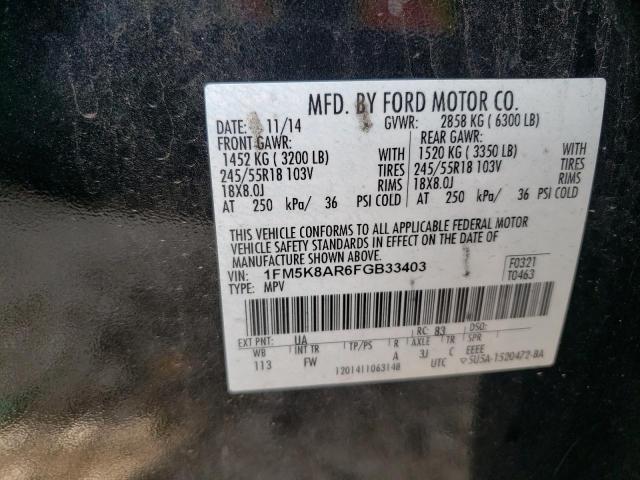 MFD. BY FORD MOTOR CO.
DATE: 11/14 GVWR: 2858 KG ( 6300 LB)
FRONT GAWR: REAR GAWR:
1452 KG ( 3200 LB) WITH 1520 KG ( 3350 LB) WITH
245/55R18 103V TIRES 245/55R18 103V TIRES
18X8.0J RIMS 18X8.0J RIMS
AT 250 kPa/ 36 PSI COLD AT 250 kPa/ 36 PSI COLD
THIS VEHICLE CONFORMS TO ALL APPLICABLE FEDERAL MOTOR
VEHICLE SAFETY STANDARDS IN EFFECT ON THE DATE OF
MANUFACTURE SHOWN ABOVE.
VIN: 1FM5K8AR6FGB33403 F0321
TYPE: MPV T0463
EXT PNT: UA RC: 83 DSO:
WB INT TR TP/PS R AXLE TR SPR
113 FW A 3J C EEEE
1201411063148 UTC ▽5U5A-1520472-BA